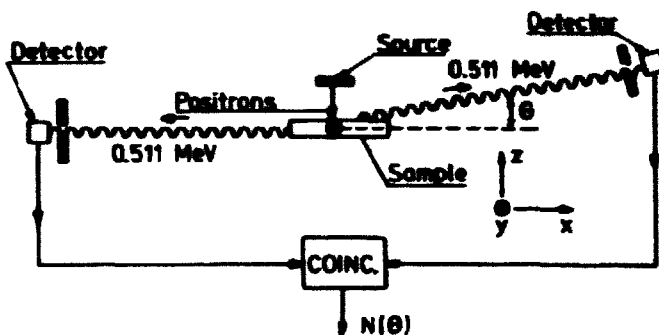 Detector
Source
Detector
0.511 MeV
Positrons
θ
0.511 MeV
Sample
z
y
x
COINC.
N(θ)